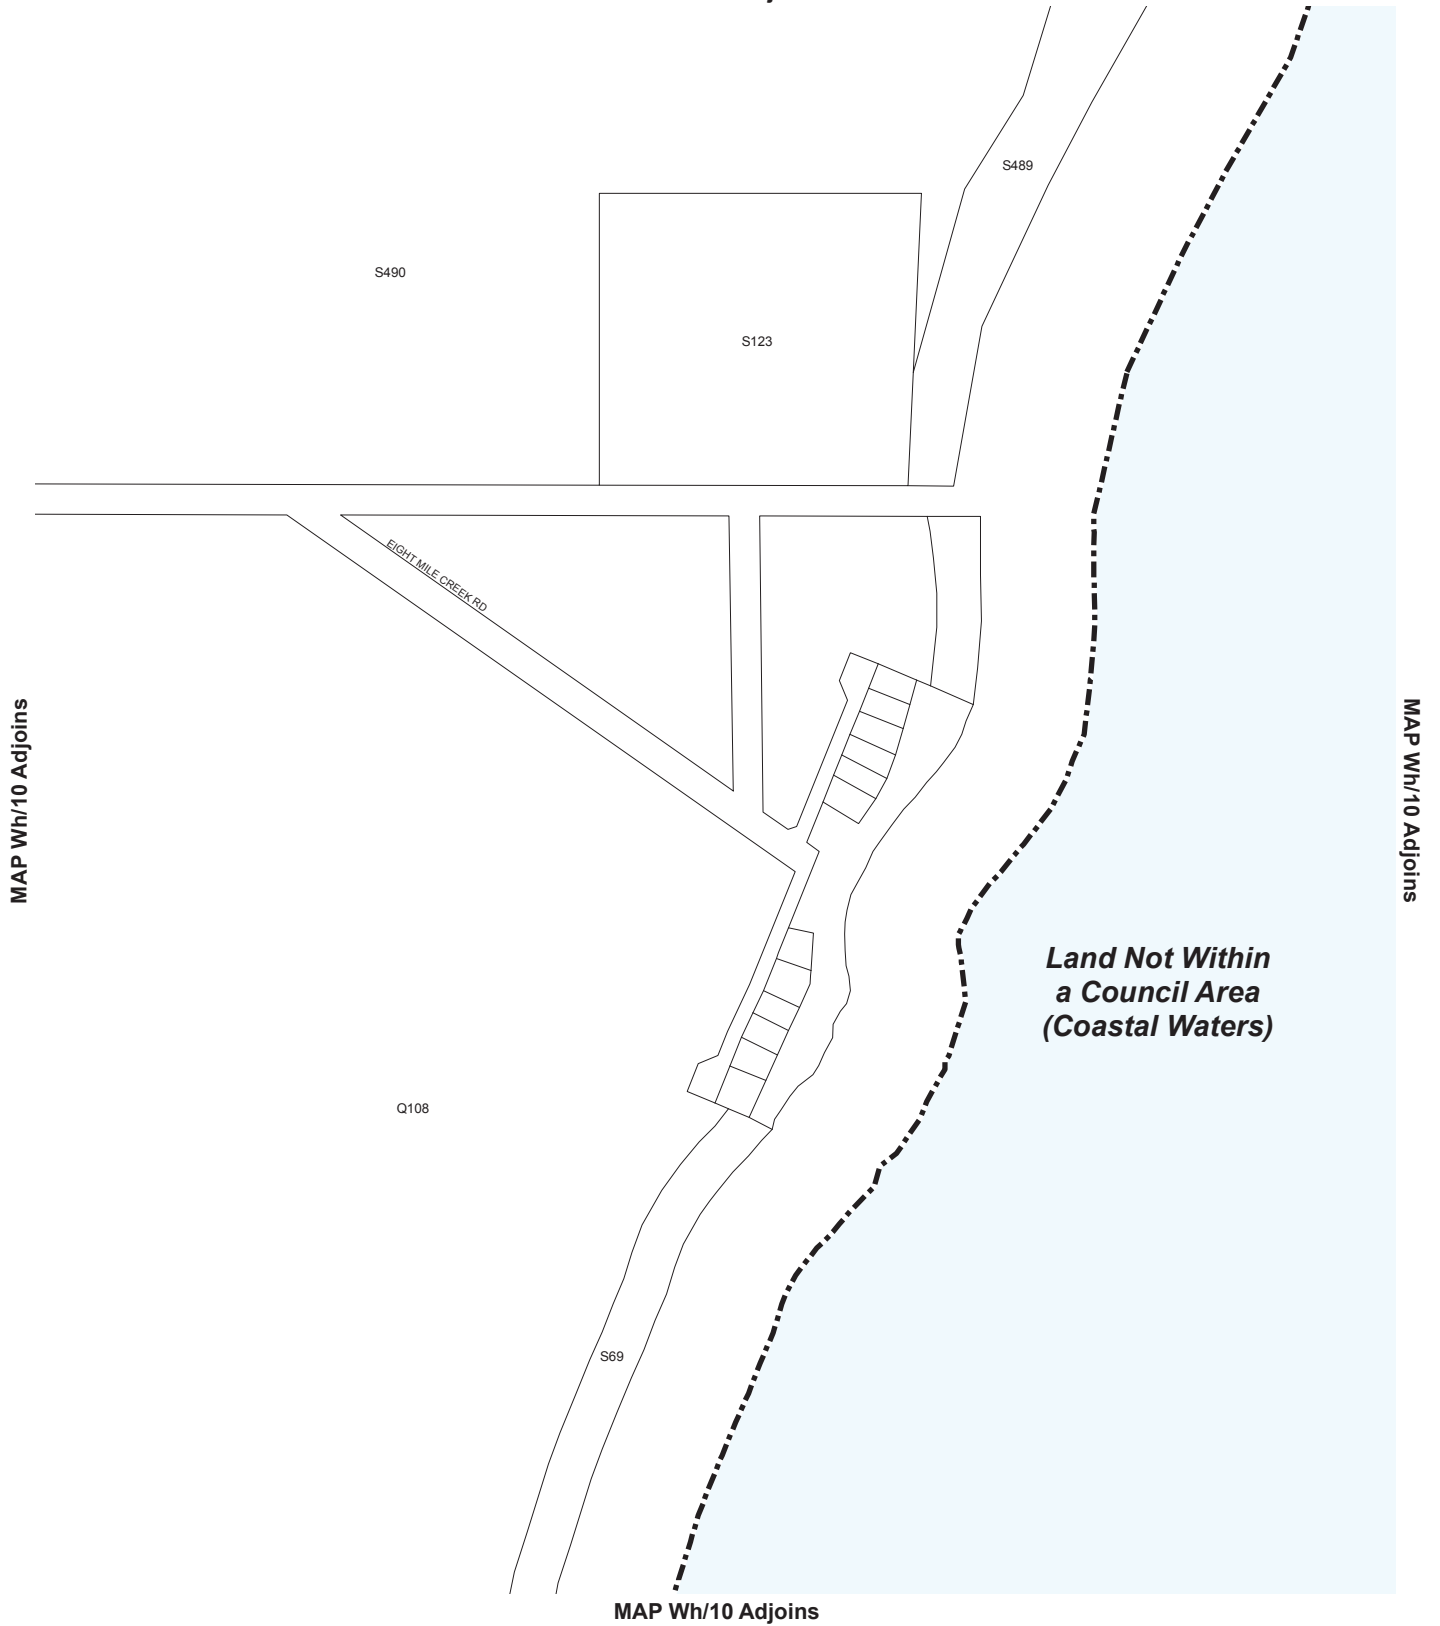 S489
S490
S123
EIGHT MILE CREEK RD
MAP Wh/10 Adjoins
MAP Wh/10 Adjoins
Land Not Within
a Council Area
(Coastal Waters)
Q108
S69
MAP Wh/10 Adjoins